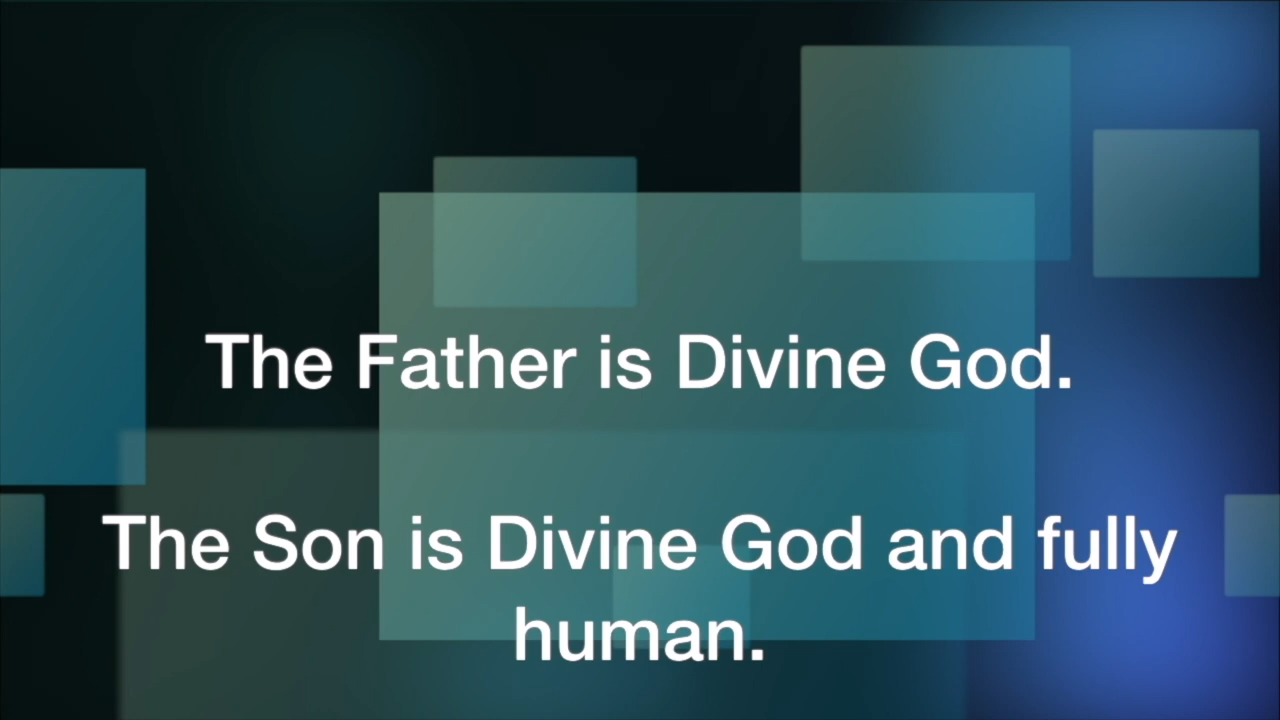 The Father is Divine God.
The Son is Divine God and fully
human.